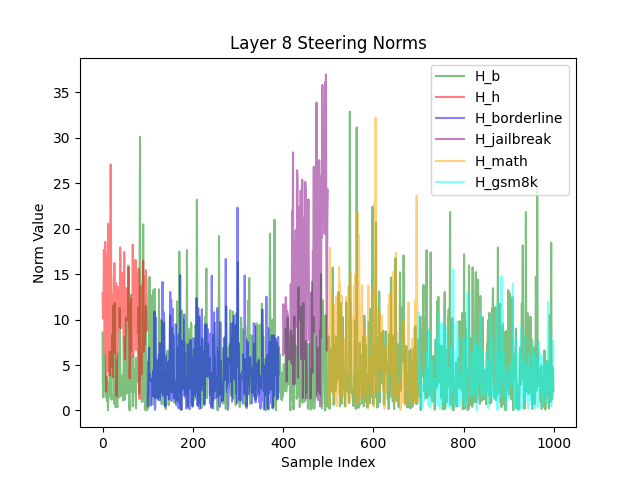 Layer 8 Steering Norms
H_b
H_h
H_borderline
H_jailbreak
H_math
H_gsm8k
Norm Value
35
30
25
20
15
10
5
0
0 200 400 600 800 1000
Sample Index